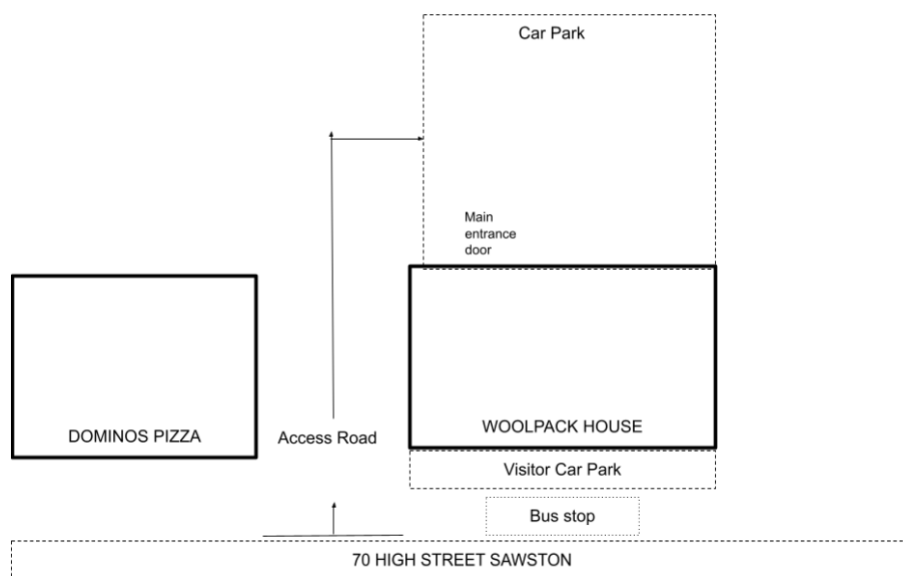 Car Park
Main
entrance
door
DOMINOS PIZZA
Access Road
WOOLPACK HOUSE
Visitor Car Park
Bus stop
70 HIGH STREET SAWSTON